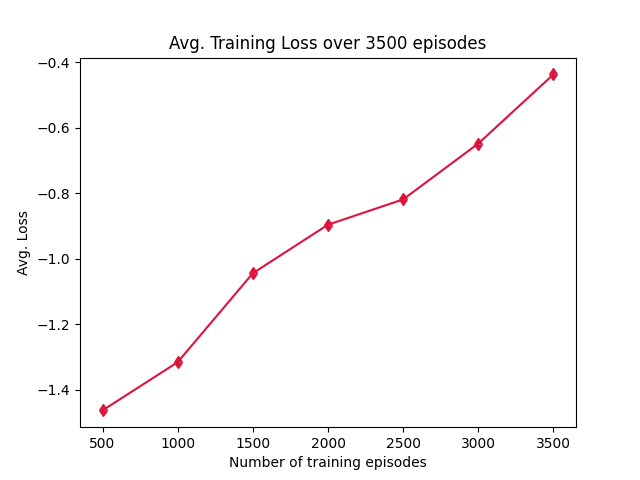 Avg. Training Loss over 3500 episodes
−0.4
−0.6
−0.8
−1.0
−1.2
−1.4
Avg. Loss
500 1000 1500 2000 2500 3000 3500
Number of training episodes